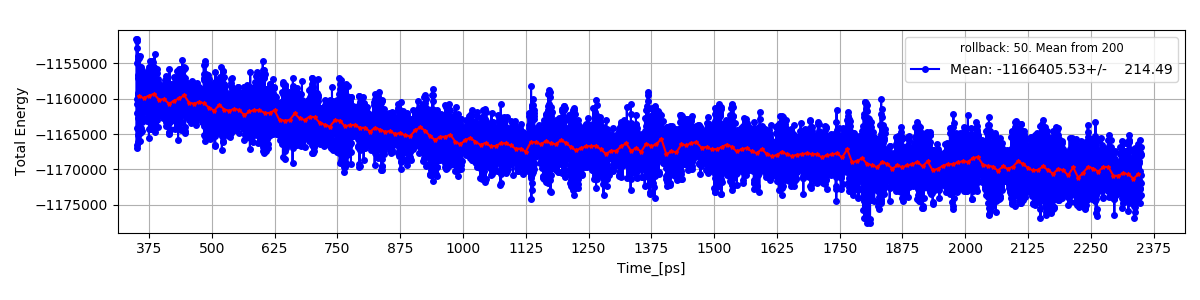 rollback: 50. Mean from 200
Mean: -1166405.53+/- 214.49
Total Energy
−1155000
−1160000
−1165000
−1170000
−1175000
375 500 625 750 875 1000 1125 1250 1375 1500 1625 1750 1875 2000 2125 2250 2375
Time_[ps]